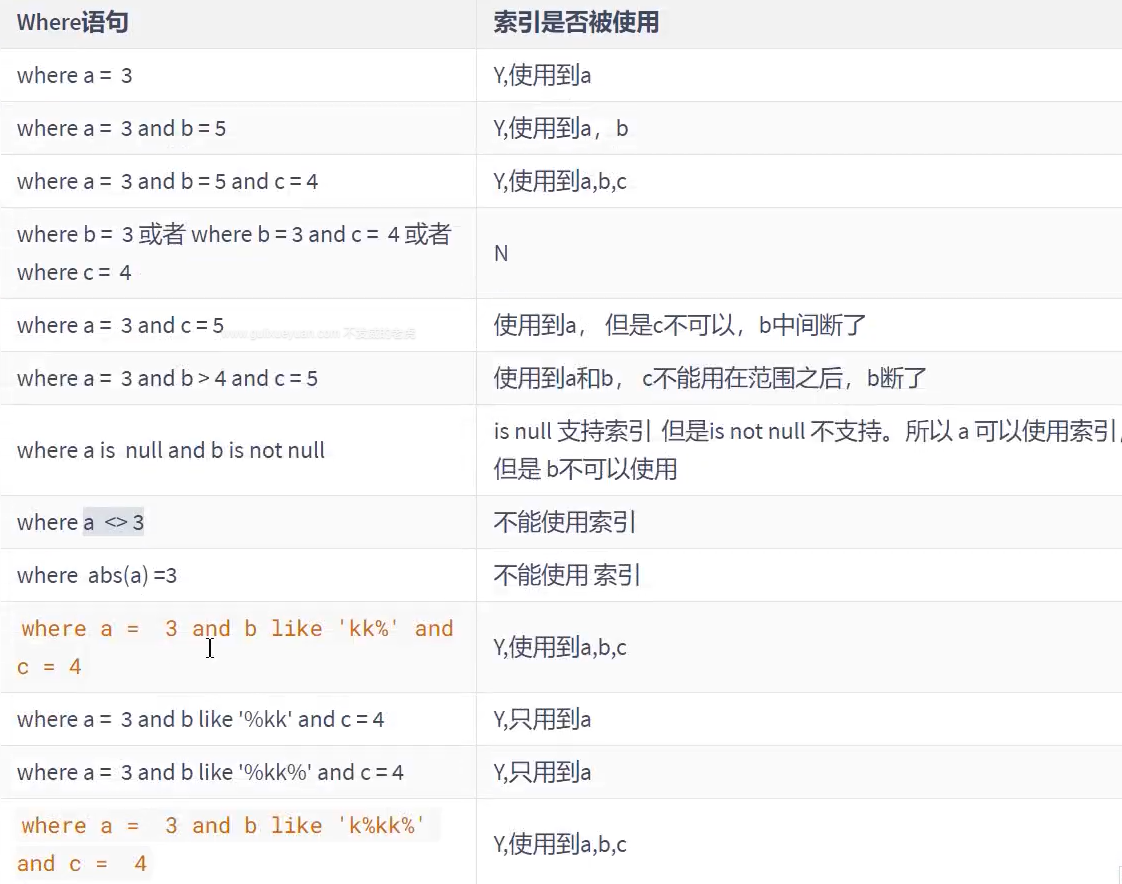 Where语句
索引是否被使用
where a = 3
Y,使用到a
where a = 3 and b = 5
Y,使用到a，b
where a = 3 and b = 5 and c = 4
Y,使用到a,b,c
where b = 3 或者 where b = 3 and c = 4 或者
where c = 4
N
where a = 3 and c = 5
使用到a， 但是c不可以，b中间断了
where a = 3 and b > 4 and c = 5
使用到a和b， c不能用在范围之后，b断了
where a is null and b is not null
is null 支持索引 但是is not null 不支持。所以 a 可以使用索引,
但是 b不可以使用
where a <> 3
不能使用索引
where abs(a) =3
不能使用 索引
where a = 3 and b like 'kk%' and
c = 4
Y,使用到a,b,c
where a = 3 and b like '%kk' and c = 4
Y,只用到a
where a = 3 and b like '%kk%' and c = 4
Y,只用到a
where a = 3 and b like 'k%kk%'
and c = 4
Y,使用到a,b,c